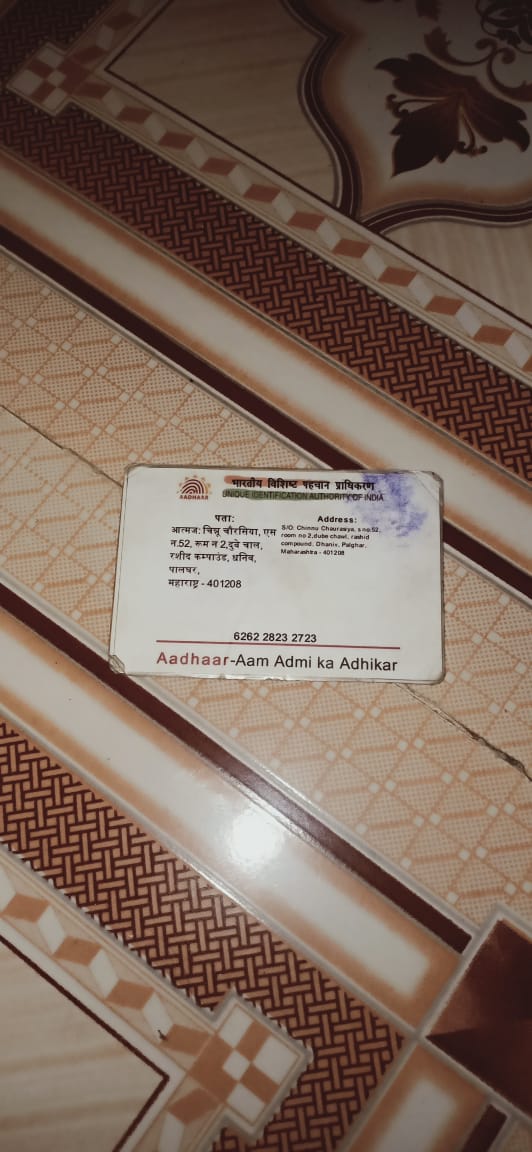 AADHAAR
भारतीय विशिष्ट पहचान प्राधिकरण
UNIQUE IDENTIFICATION AUTHORITY OF INDIA
पता:
आत्मज: चिन्नू चौरसिया, एस
न.52, रूम न 2,दुबे चाल,
रशीद कम्पाउंड, धनिव,
पालघर,
महाराष्ट्र - 401208
Address:
S/O: Chinnu Chaurasiya, s no.52,
room no 2,dube chawl, rashid
compound, Dhaniv, Palghar,
Maharashtra - 401208
6262 2823 2723
Aadhaar-Aam Admi ka Adhikar